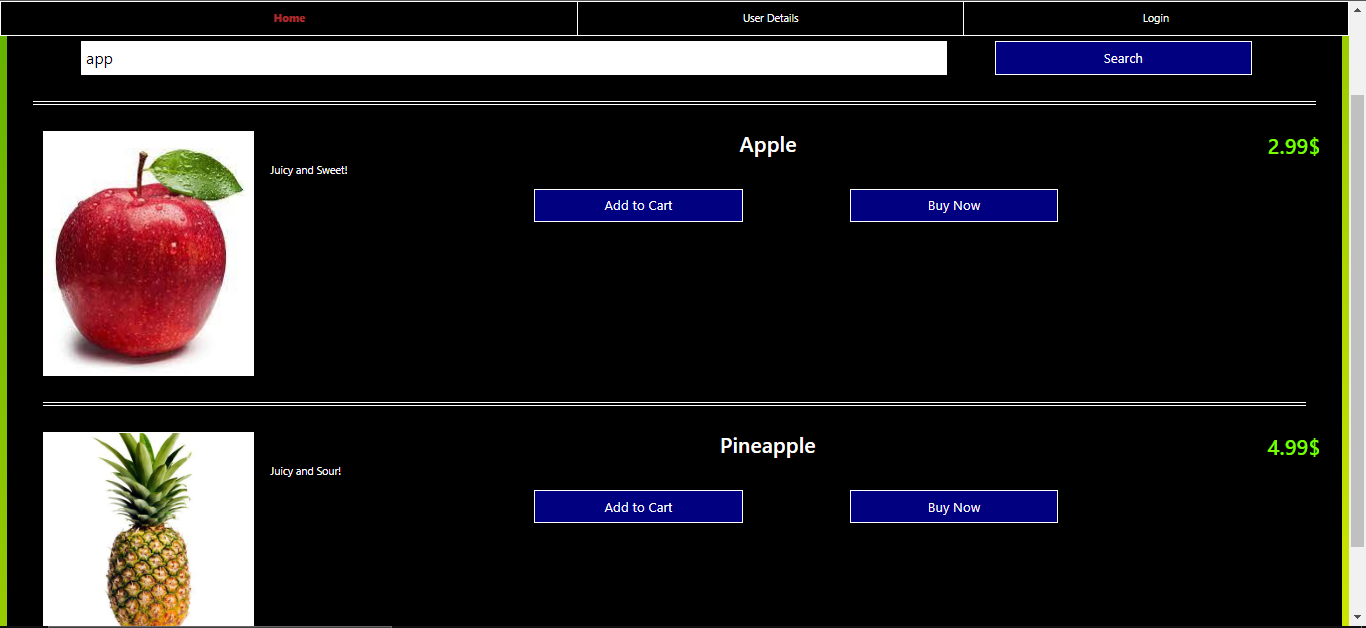 Home User Details Login
app Search
Apple 2.99$
Juicy and Sweet!
Add to Cart Buy Now
Pineapple 4.99$
Juicy and Sour!
Add to Cart Buy Now